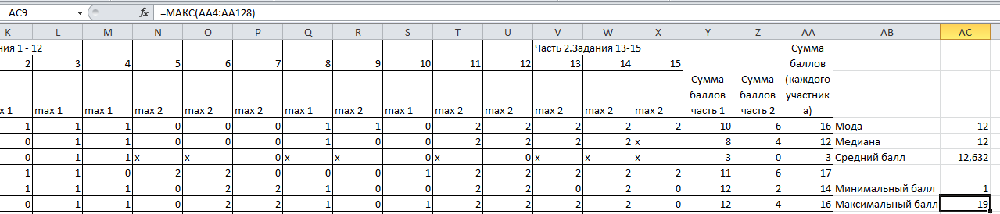 AC9 fx =МАКС(AA4:AA128)
K L M N O P Q R S T U V W X Y Z AA AB AC
ния 1 - 12 Часть 2.Задания 13-15 Сумма
2 3 4 5 6 7 8 9 10 11 12 13 14 15 баллов
Сумма Сумма (каждого
баллов баллов участник
x 1 max 1 max 1 max 2 max 2 max 2 max 1 max 2 max 1 max 2 max 2 max 2 max 2 max 2 часть 1 часть 2 а)
1 1 1 0 0 0 1 1 0 2 2 2 2 2 10 6 16 Мода 12
0 1 1 0 0 0 1 0 0 2 2 2 2 x 8 4 12 Медиана 12
0 1 1 x x 0 x x 0 x 0 x x x 3 0 3 Средний балл 12,632
1 1 0 2 2 0 0 0 1 2 2 2 2 2 11 6 17
1 1 1 0 2 2 1 0 0 2 2 0 2 0 12 2 14 Минимальный балл 1
0 1 1 0 2 2 1 0 1 2 2 2 2 0 12 4 16 Максимальный балл 19